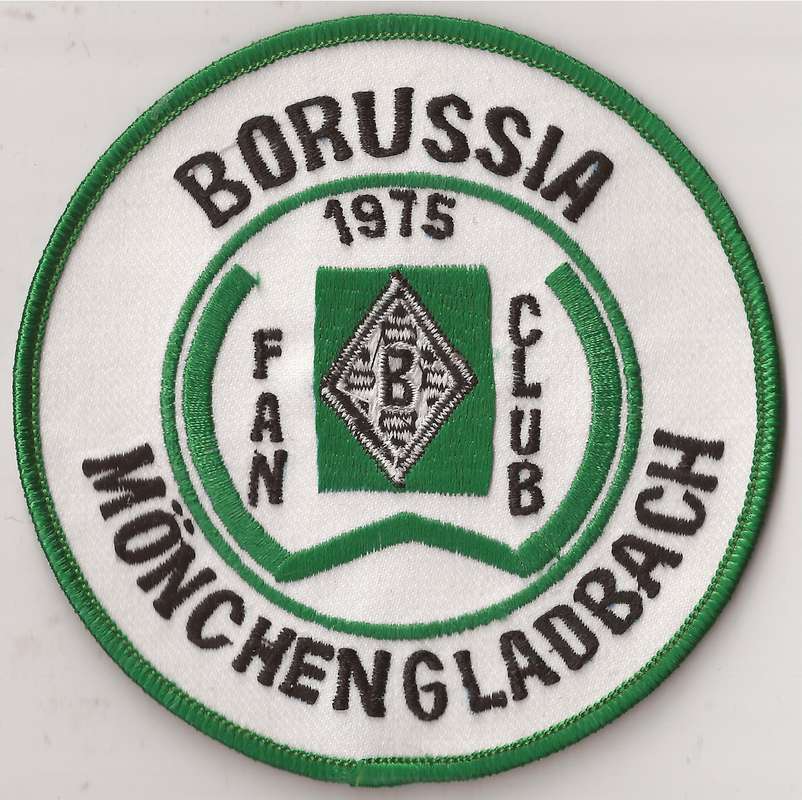 BORUSSIA
1975
FAN
CLUB
B
MÖNCHENGLADBACH